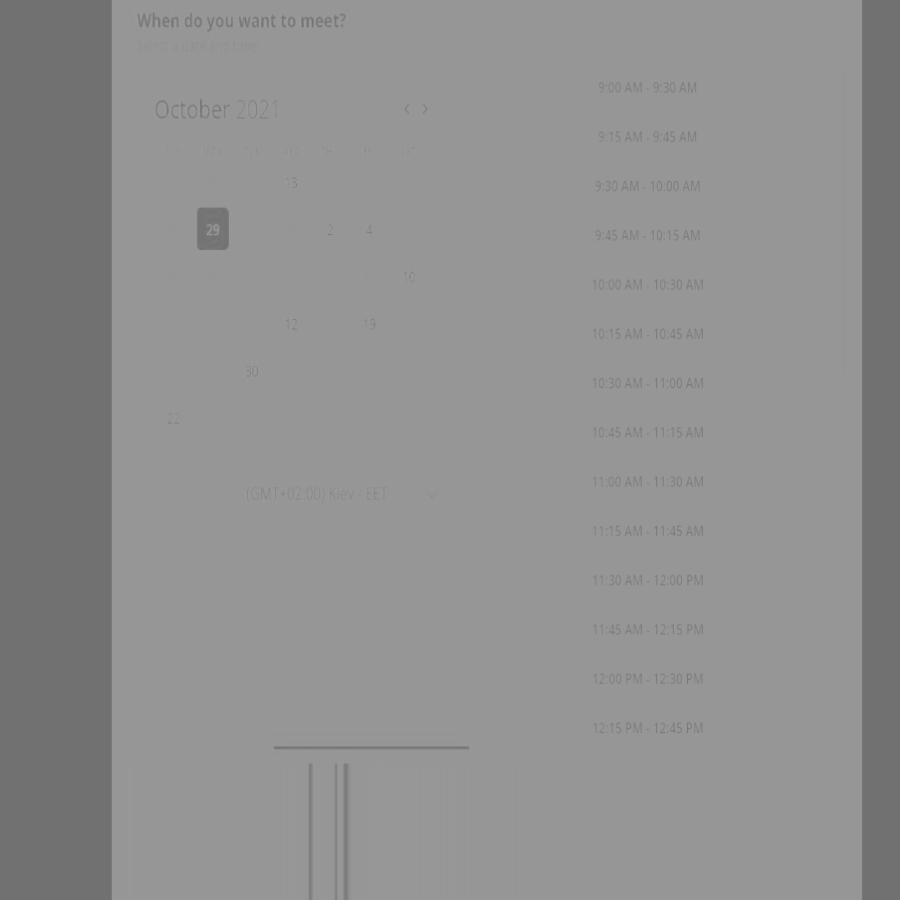 When do you want to meet?
Select a date and time
October 2021
13
29 2 4
10
12 19
30
22
(GMT+02:00) Kiev - EET
9:00 AM - 9:30 AM
9:15 AM - 9:45 AM
9:30 AM - 10:00 AM
9:45 AM - 10:15 AM
10:00 AM - 10:30 AM
10:15 AM - 10:45 AM
10:30 AM - 11:00 AM
10:45 AM - 11:15 AM
11:00 AM - 11:30 AM
11:15 AM - 11:45 AM
11:30 AM - 12:00 PM
11:45 AM - 12:15 PM
12:00 PM - 12:30 PM
12:15 PM - 12:45 PM